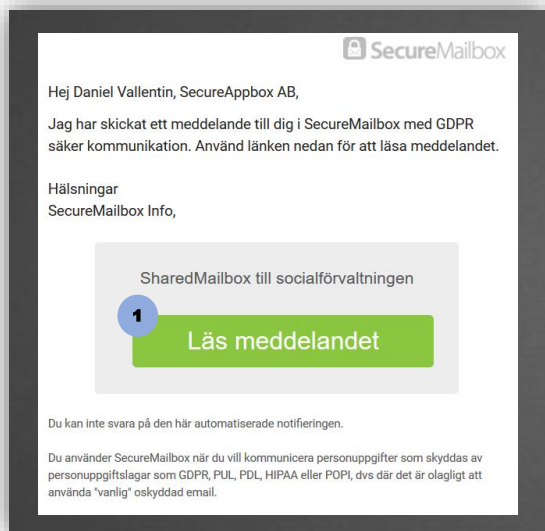 SecureMailbox
Hej Daniel Vallentin, SecureAppbox AB,
Jag har skickat ett meddelande till dig i SecureMailbox med GDPR
säker kommunikation. Använd länken nedan för att läsa meddelandet.
Hälsningar
SecureMailbox Info,
SharedMailbox till socialförvaltningen
1
Läs meddelandet
Du kan inte svara på den här automatiserade notifieringen.
Du använder SecureMailbox när du vill kommunicera personuppgifter som skyddas av
personuppgiftslagar som GDPR, PUL, PDL, HIPAA eller POPI, dvs där det är olagligt att
använda "vanlig" oskyddad email.